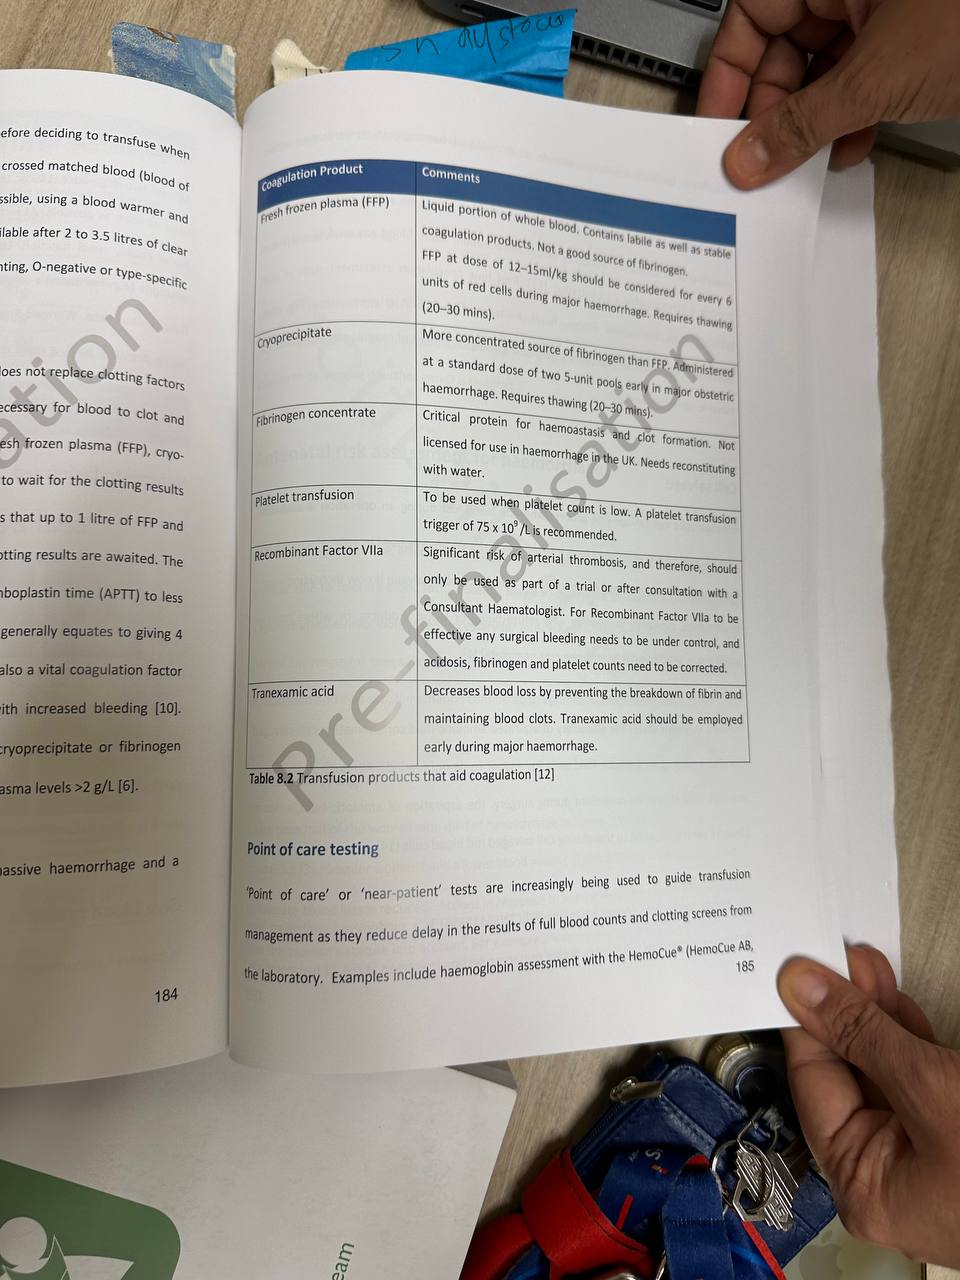 sh dystocia
efore deciding to transfuse when
crossed matched blood (blood of
ssible, using a blood warmer and
ilable after 2 to 3.5 litres of clear
nting, O-negative or type-specific
does not replace clotting factors
ecessary for blood to clot and
esh frozen plasma (FFP), cryo-
to wait for the clotting results
s that up to 1 litre of FFP and
otting results are awaited. The
mboplastin time (APTT) to less
generally equates to giving 4
also a vital coagulation factor
vith increased bleeding [10].
cryoprecipitate or fibrinogen
asma levels >2 g/L [6].
nassive haemorrhage and a
184
Coagulation Product
Comments
Fresh frozen plasma (FFP)
Liquid portion of whole blood. Contains labile as well as stable
coagulation products. Not a good source of fibrinogen.
FFP at dose of 12–15ml/kg should be considered for every 6
units of red cells during major haemorrhage. Requires thawing
(20–30 mins).
Cryoprecipitate
More concentrated source of fibrinogen than FFP. Administered
at a standard dose of two 5-unit pools early in major obstetric
haemorrhage. Requires thawing (20–30 mins).
Fibrinogen concentrate
Critical protein for haemoastasis and clot formation. Not
licensed for use in haemorrhage in the UK. Needs reconstituting
with water.
Platelet transfusion
To be used when platelet count is low. A platelet transfusion
trigger of 75 x 10⁹/L is recommended.
Recombinant Factor VIIa
Significant risk of arterial thrombosis, and therefore, should
only be used as part of a trial or after consultation with a
Consultant Haematologist. For Recombinant Factor VIIa to be
effective any surgical bleeding needs to be under control, and
acidosis, fibrinogen and platelet counts need to be corrected.
Tranexamic acid
Decreases blood loss by preventing the breakdown of fibrin and
maintaining blood clots. Tranexamic acid should be employed
early during major haemorrhage.
Table 8.2 Transfusion products that aid coagulation [12]
Point of care testing
'Point of care' or 'near-patient' tests are increasingly being used to guide transfusion
management as they reduce delay in the results of full blood counts and clotting screens from
the laboratory. Examples include haemoglobin assessment with the HemoCue® (HemoCue AB,
185
Pre-finalisation
sation
eam